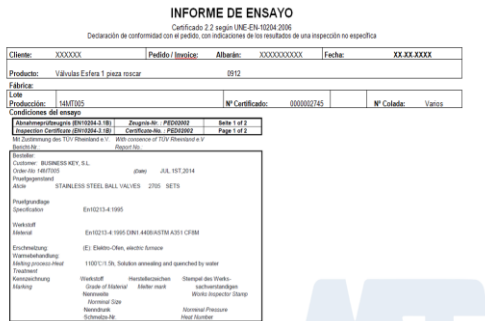 INFORME DE ENSAYO
Certificado 2.2 según UNE-EN-10204:2006
Declaración de conformidad con el pedido, con indicaciones de los resultados de una inspección no específica
Cliente: XXXXXX Pedido / Invoice: Albarán: XXXXXXXXXX Fecha: XX.XX.XXXX
Producto: Válvulas Esfera 1 pieza roscar 0912
Fábrica:
Lote
Producción: 14MT005 Nº Certificado: 0000002745 Nº Colada: Varios
Condiciones del ensayo
Abnahmeprüfzeugnis (EN10204-3.1B) Zeugnis-Nr. : PED02002 Seite 1 of 2
Inspection Certificate (EN10204-3.1B) Certificate-No. : PED02002 Page 1 of 2
Mit Zustimmung des TÜV Rheinland e.V. With consence of TÜV Rheinland e.V
Bericht-Nr.: Report No.:
Besteller:
Customer: BUSINESS KEY, S.L.
Order-No: 14MT005 (Date) JUL. 1ST,2014
Pruefgegenstand
Aticle STAINLESS STEEL BALL VALVES 2705 SETS
Pruefgrundlage
Specification En10213-4:1995
Werkstoff
Material En10213-4:1995 DIN1.4408/ASTM A351 CF8M
Erschmelzung (E): Elektro-Ofen, electric furnace
Warmebehandlung
Melting process-Heat 1100°C/1.5h, Solution annealing and quenched by water
Treatment
Kennzeichnung Werkstoff Herstellerzeichen Stempel des Werks-
Marking Grade of Material Melter mark sachverstandigen
Nennweite Works Inspector Stamp
Nominal Size
Nenndrunk Norminal Pressure
Schmelze-Nr. Heat Number